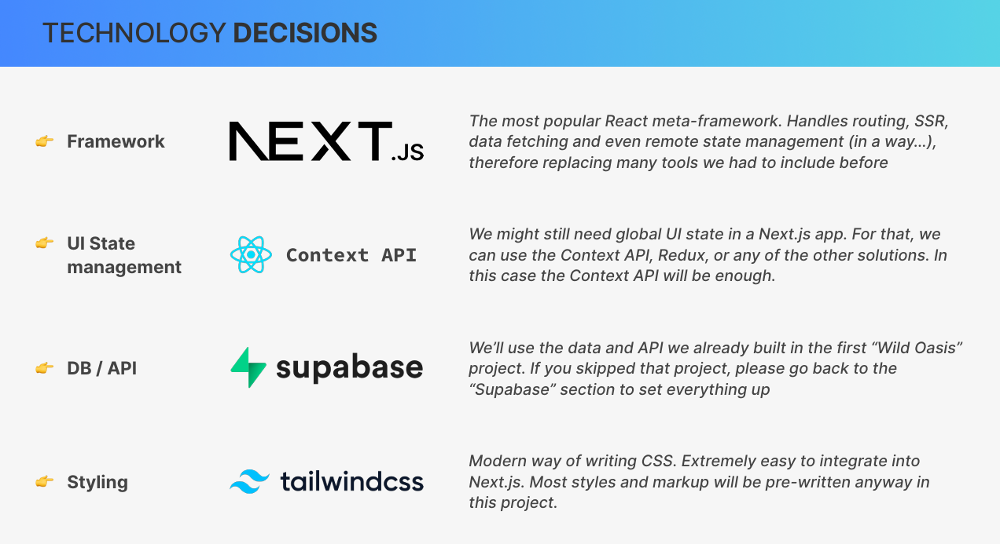 TECHNOLOGY DECISIONS
👉 Framework
NEXT.JS
The most popular React meta-framework. Handles routing, SSR,
data fetching and even remote state management (in a way…),
therefore replacing many tools we had to include before
👉 UI State
management
Context API
We might still need global UI state in a Next.js app. For that, we
can use the Context API, Redux, or any of the other solutions. In
this case the Context API will be enough.
👉 DB / API
supabase
We’ll use the data and API we already built in the first “Wild Oasis”
project. If you skipped that project, please go back to the
“Supabase” section to set everything up
👉 Styling
tailwindcss
Modern way of writing CSS. Extremely easy to integrate into
Next.js. Most styles and markup will be pre-written anyway in
this project.